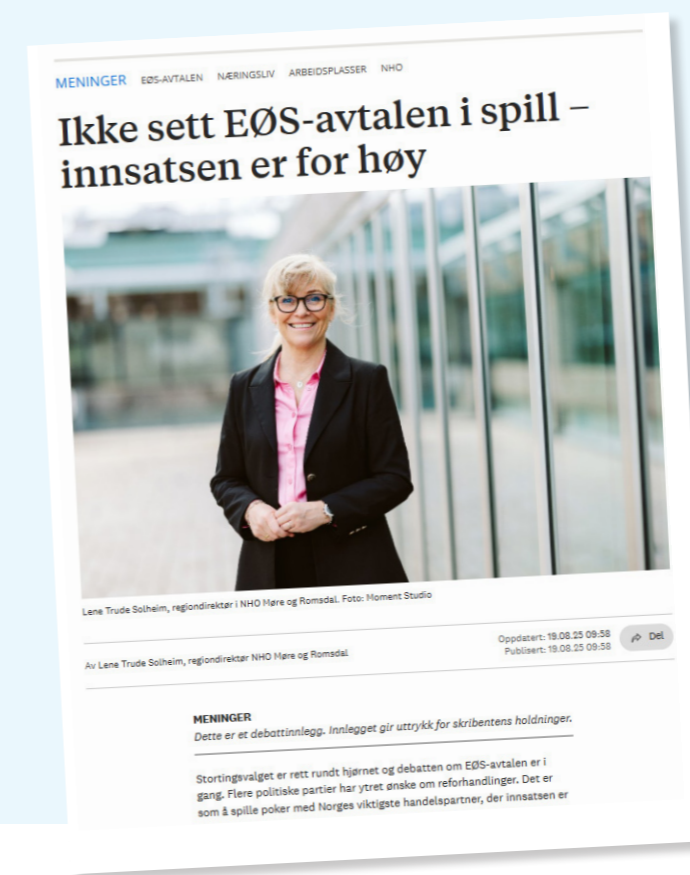 MENINGER EØS-AVTALEN NÆRINGSLIV ARBEIDSPLASSER NHO
Ikke sett EØS-avtalen i spill –
innsatsen er for høy
Lene Trude Solheim, regiondirektør i NHO Møre og Romsdal. Foto: Moment Studio
Av Lene Trude Solheim, regiondirektør NHO Møre og Romsdal
Oppdatert: 19.08.25 09:58
Publisert: 19.08.25 09:58
Del
MENINGER
Dette er et debattinnlegg. Innlegget gir uttrykk for skribentens holdninger.
Stortingsvalget er rett rundt hjørnet og debatten om EØS-avtalen er i
gang. Flere politiske partier har ytret ønske om reforhandlinger. Det er
som å spille poker med Norges viktigste handelspartner, der innsatsen er